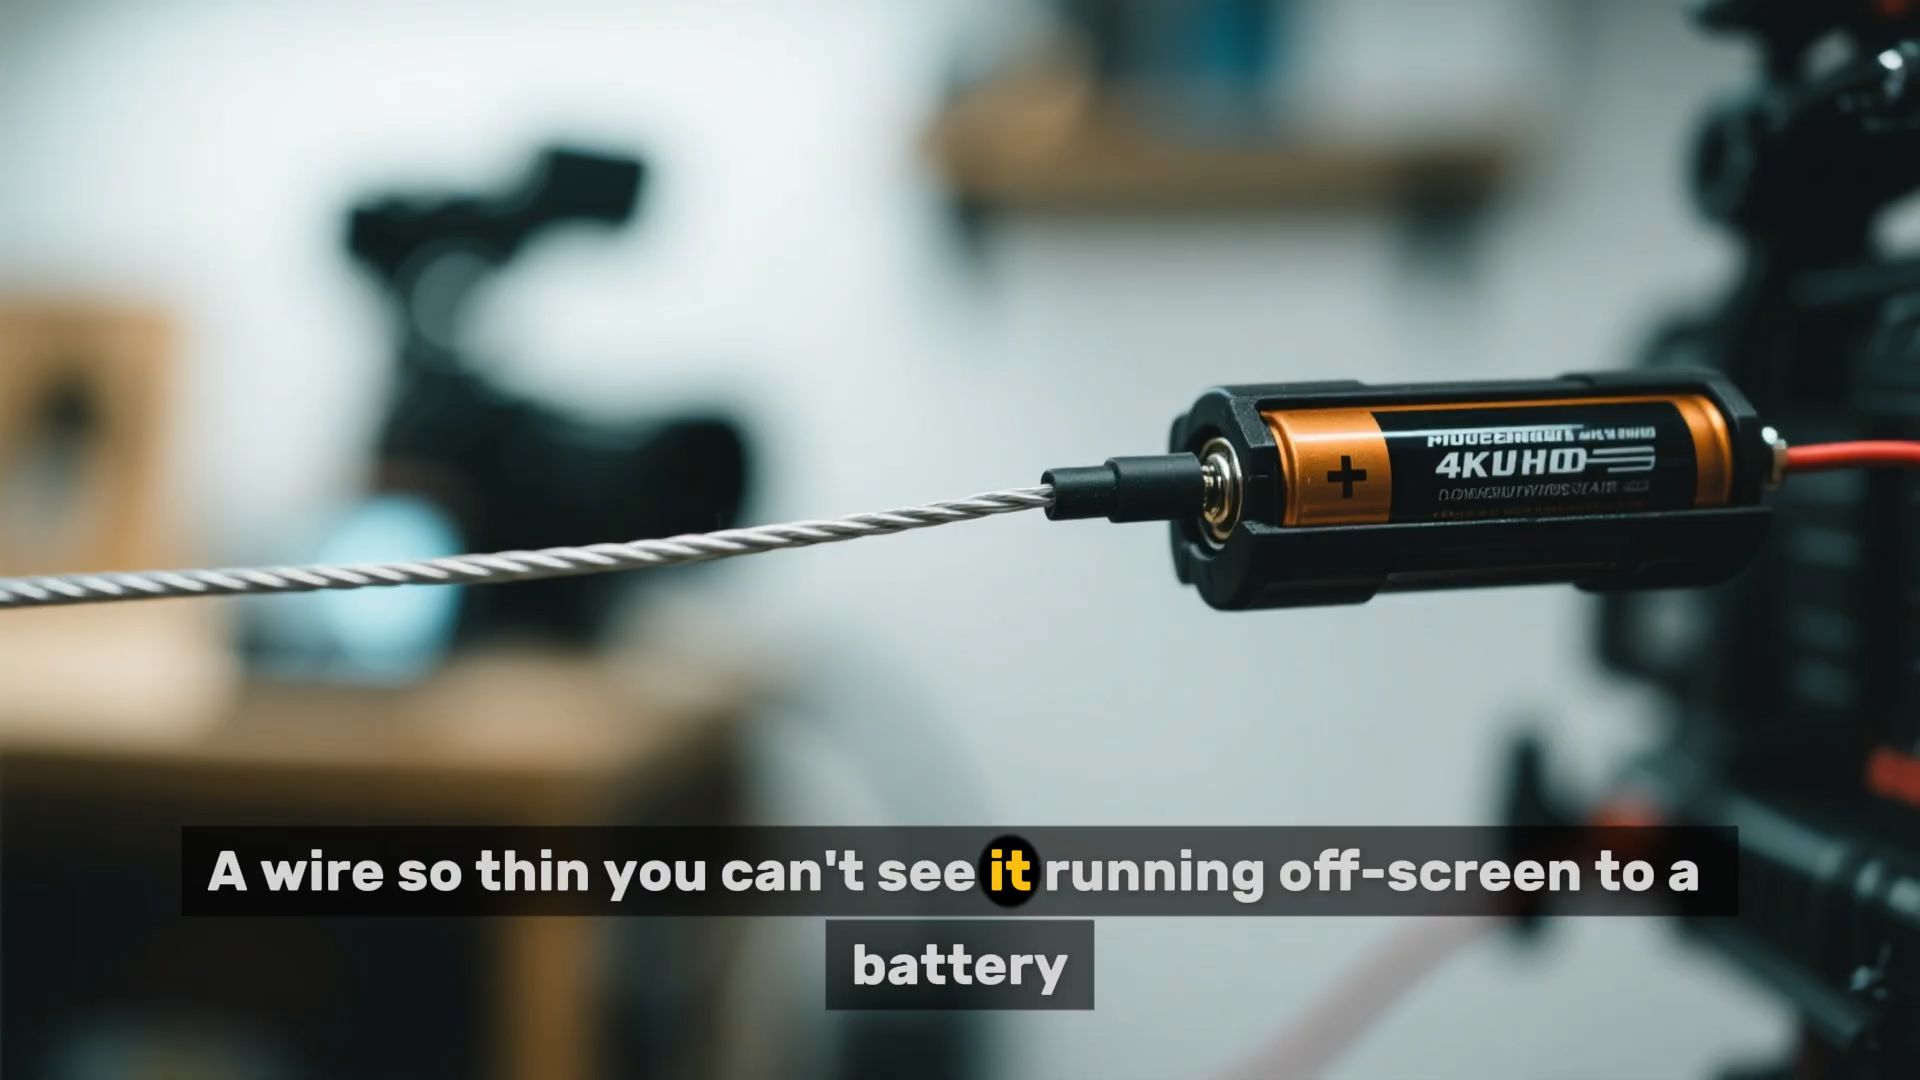 4KUHD
A wire so thin you can't see it running off-screen to a
battery